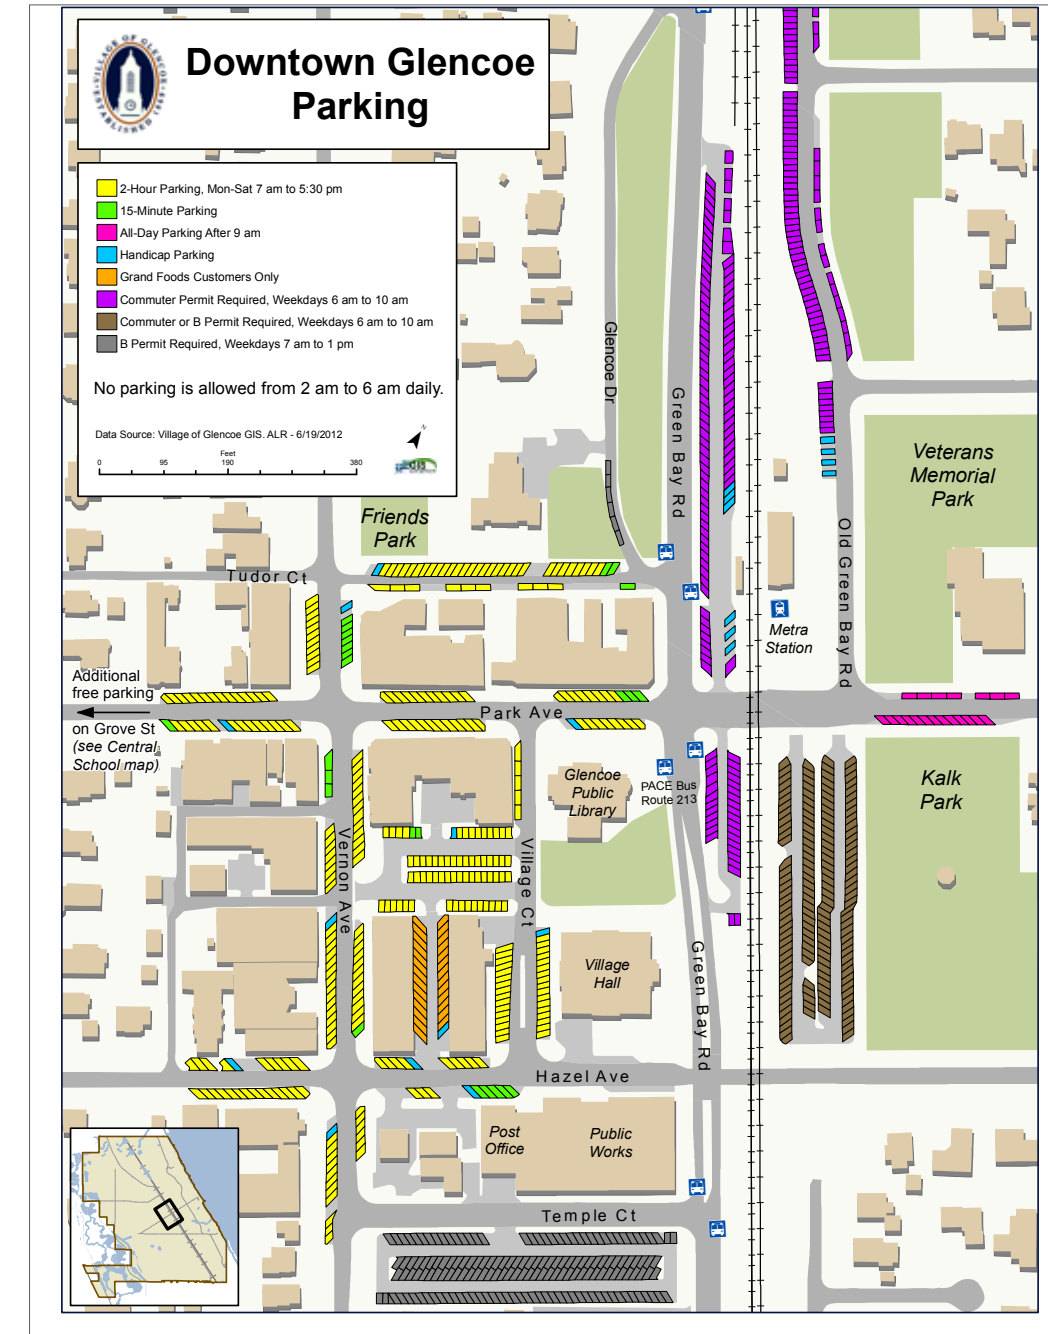 Downtown Glencoe
Parking
VILLAGE OF GLENCOE
ESTABLISHED 1869
2-Hour Parking, Mon-Sat 7 am to 5:30 pm
15-Minute Parking
All-Day Parking After 9 am
Handicap Parking
Grand Foods Customers Only
Commuter Permit Required, Weekdays 6 am to 10 am
Commuter or B Permit Required, Weekdays 6 am to 10 am
B Permit Required, Weekdays 7 am to 1 pm
No parking is allowed from 2 am to 6 am daily.
Data Source: Village of Glencoe GIS. ALR - 6/19/2012
N
Feet
0 95 190 380
Glencoe Dr
Green Bay Rd
Veterans
Memorial
Park
Friends
Park
Old Green Bay Rd
Tudor Ct
Metra
Station
Additional
free parking
on Grove St
(see Central
School map)
Park Ave
Glencoe
Public
Library
PACE Bus
Route 213
Kalk
Park
Vernon Ave
Village Ct
Village
Hall
Green Bay Rd
Hazel Ave
Post
Office
Public
Works
Temple Ct